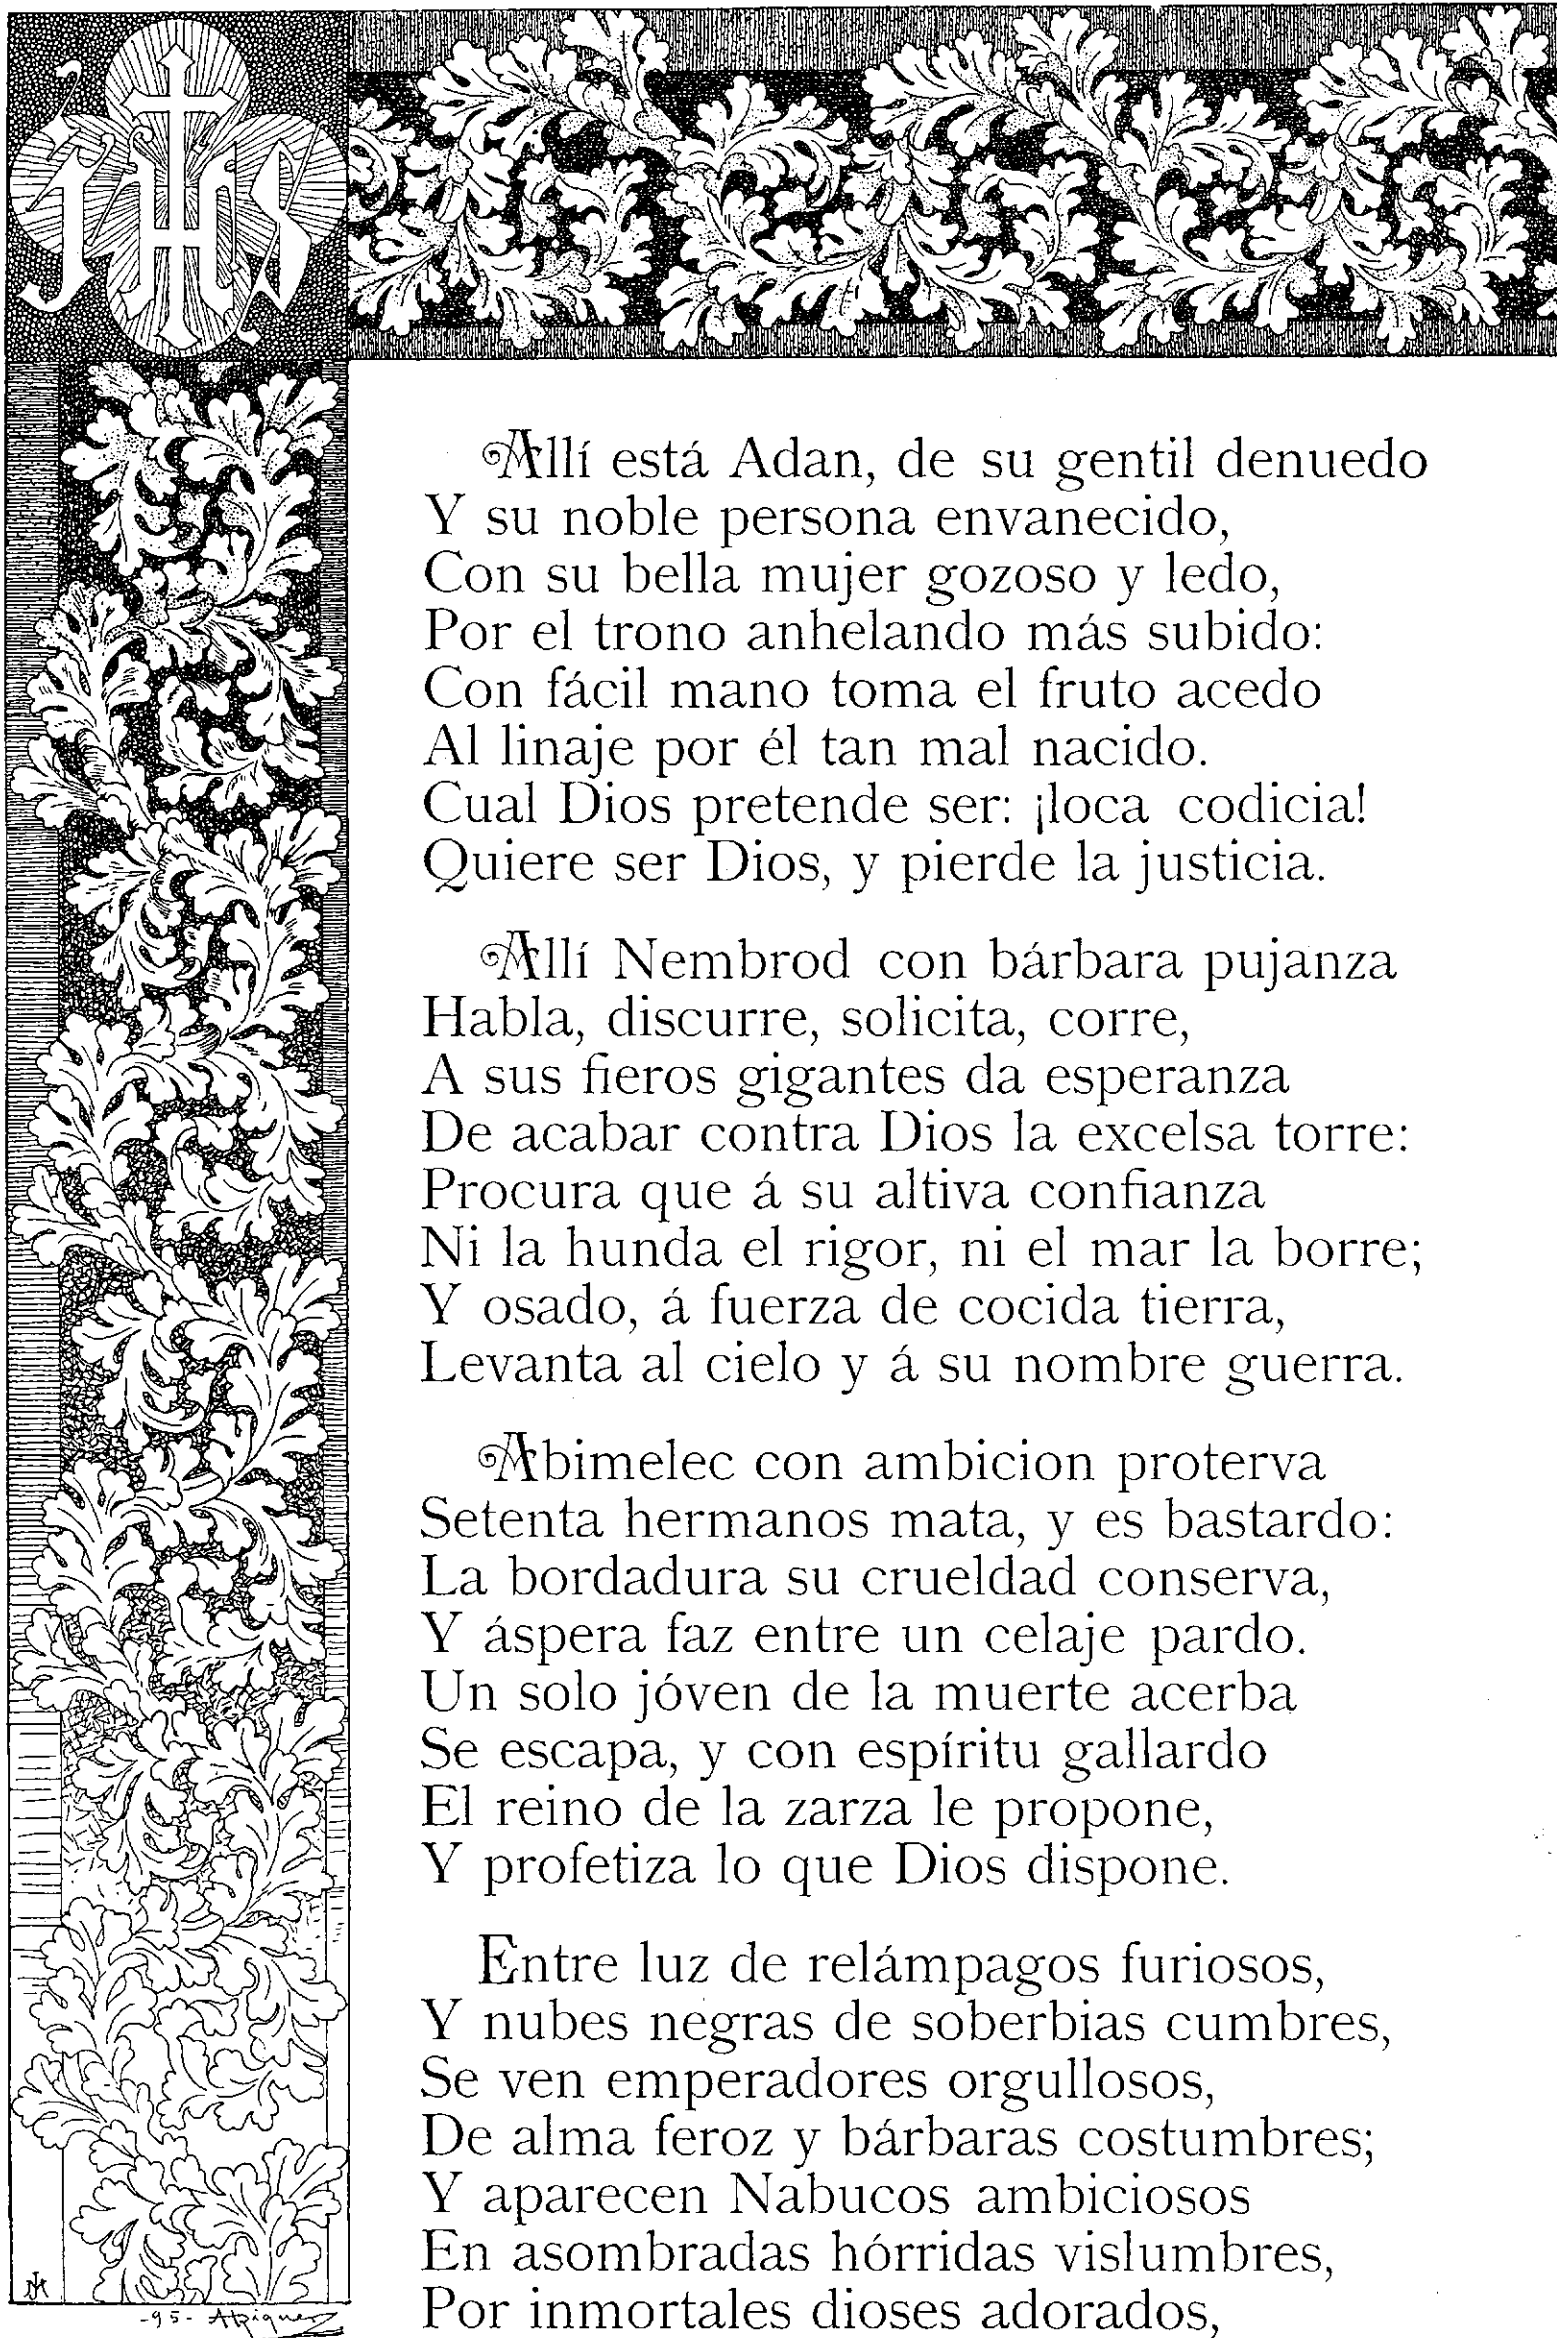 JHS
Allí está Adan, de su gentil denuedo
Y su noble persona envanecido,
Con su bella mujer gozoso y ledo,
Por el trono anhelando más subido:
Con fácil mano toma el fruto acedo
Al linaje por él tan mal nacido.
Cual Dios pretende ser: ¡loca codicia!
Quiere ser Dios, y pierde la justicia.
Allí Nembrod con bárbara pujanza
Habla, discurre, solicita, corre,
A sus fieros gigantes da esperanza
De acabar contra Dios la excelsa torre:
Procura que á su altiva confianza
Ni la hunda el rigor, ni el mar la borre;
Y osado, á fuerza de cocida tierra,
Levanta al cielo y á su nombre guerra.
Abimelec con ambicion proterva
Setenta hermanos mata, y es bastardo:
La bordadura su crueldad conserva,
Y áspera faz entre un celaje pardo.
Un solo jóven de la muerte acerba
Se escapa, y con espíritu gallardo
El reino de la zarza le propone,
Y profetiza lo que Dios dispone.
Entre luz de relámpagos furiosos,
Y nubes negras de soberbias cumbres,
Se ven emperadores orgullosos,
De alma feroz y bárbaras costumbres;
Y aparecen Nabucos ambiciosos
En asombradas hórridas vislumbres,
Por inmortales dioses adorados,
-95-